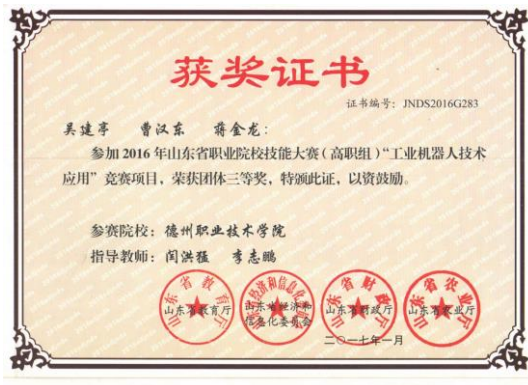 获奖证书
证书编号：JNDS2016G283
吴建亭 曹汉东 蒋金龙：
参加2016年山东省职业院校技能大赛（高职组）“工业机器人技术
应用”竞赛项目，荣获团体三等奖，特颁此证，以资鼓励。
参赛院校：德州职业技术学院
指导教师：闫洪猛 李志鹏
山东省教育厅 山东省经济和 山东省财政厅 山东省农业厅
信息化委员会
二〇一七年一月